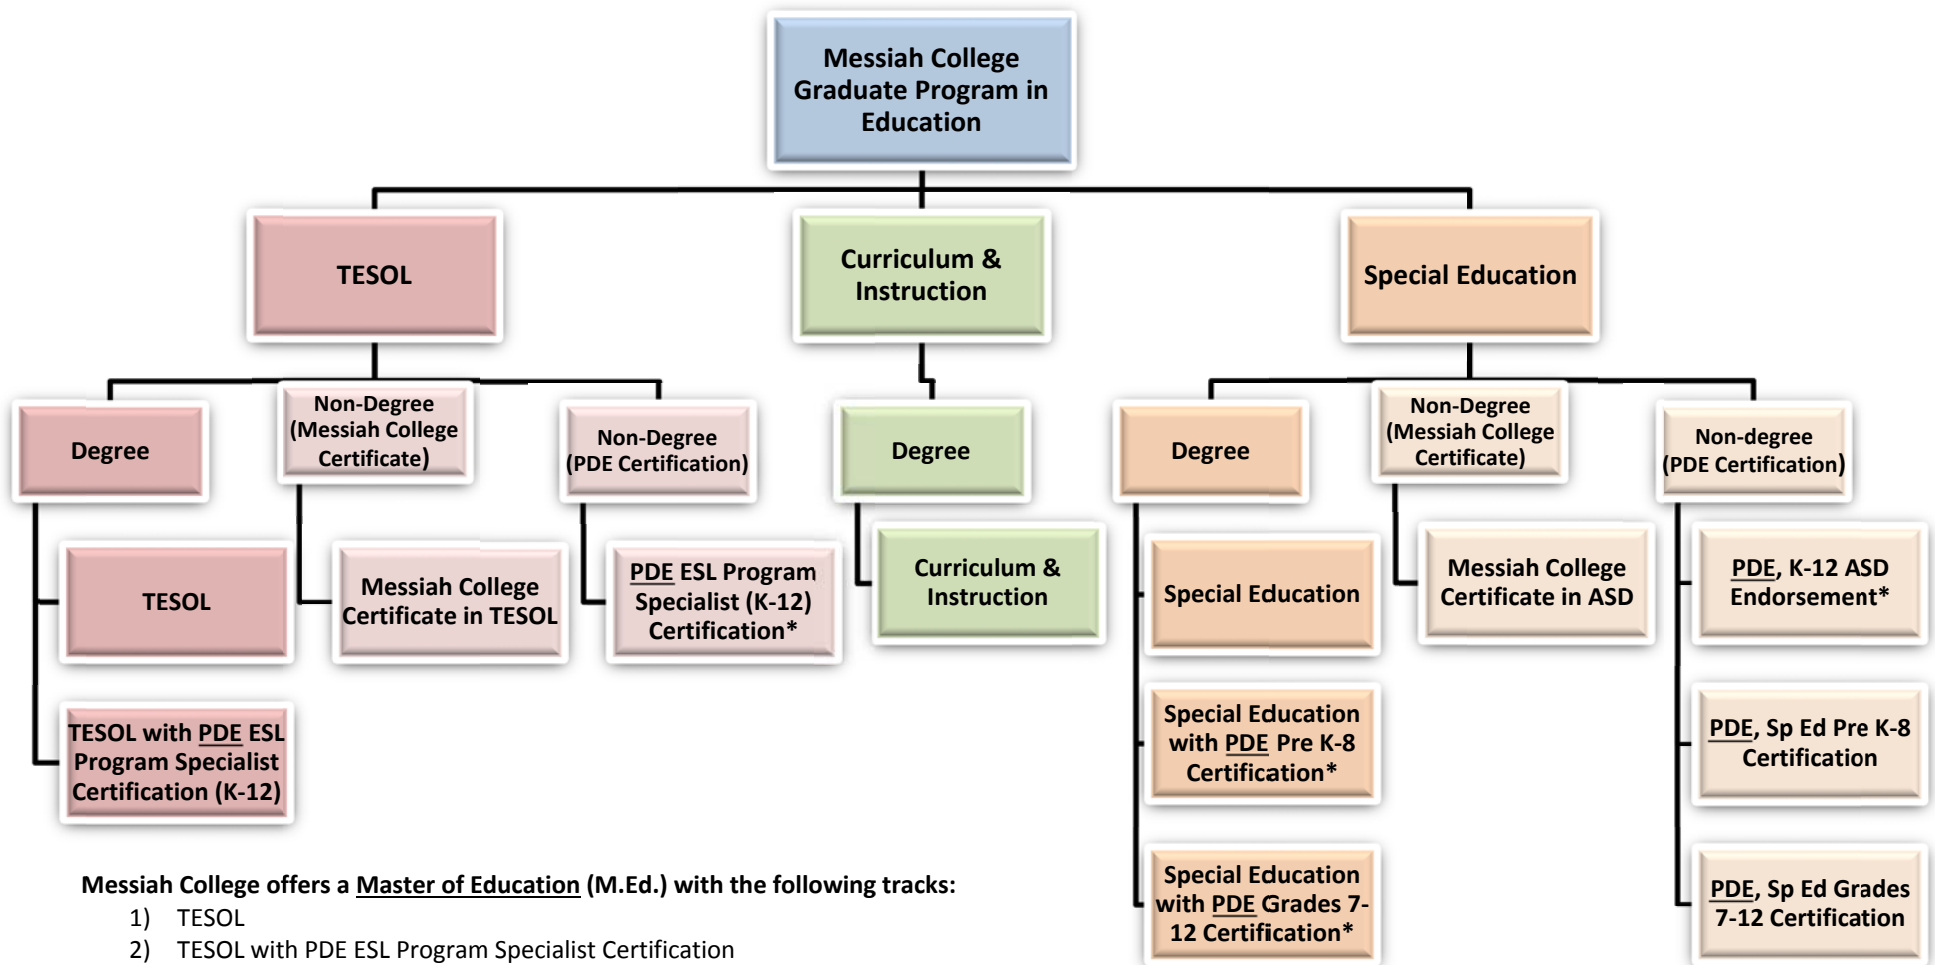 Messiah College
Graduate Program in
Education
TESOL
Curriculum &
Instruction
Special Education
Degree
Non-Degree
(Messiah College
Certificate)
Non-Degree
(PDE Certification)
Degree
Degree
Non-Degree
(Messiah College
Certificate)
Non-degree
(PDE Certification)
TESOL
Messiah College
Certificate in TESOL
PDE ESL Program
Specialist (K-12)
Certification*
Curriculum &
Instruction
Special Education
Messiah College
Certificate in ASD
PDE, K-12 ASD
Endorsement*
TESOL with PDE ESL
Program Specialist
Certification (K-12)
Special Education
with PDE Pre K-8
Certification*
PDE, Sp Ed Pre K-8
Certification
Special Education
with PDE Grades 7-
12 Certification*
PDE, Sp Ed Grades
7-12 Certification
Messiah College offers a Master of Education (M.Ed.) with the following tracks:
1) TESOL
2) TESOL with PDE ESL Program Specialist Certification